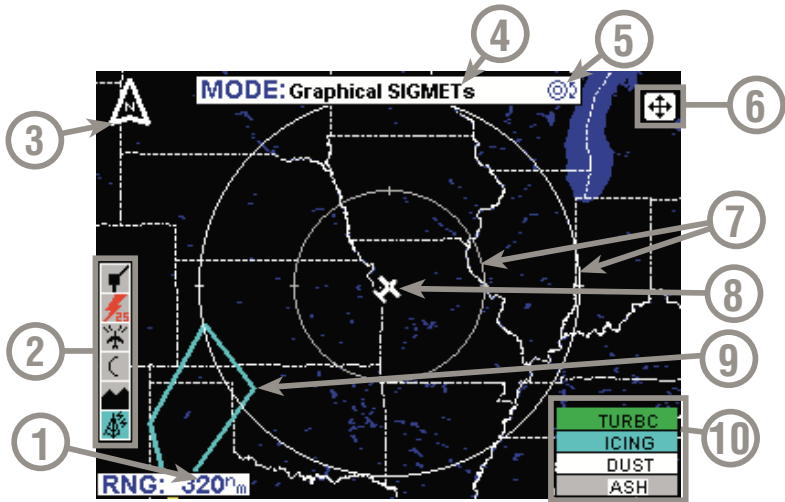 4
5
MODE: Graphical SIGMETs
6
N
3
7
8
25
2
9
1
RNG: 320nm
TURBC
ICING
DUST
ASH
10